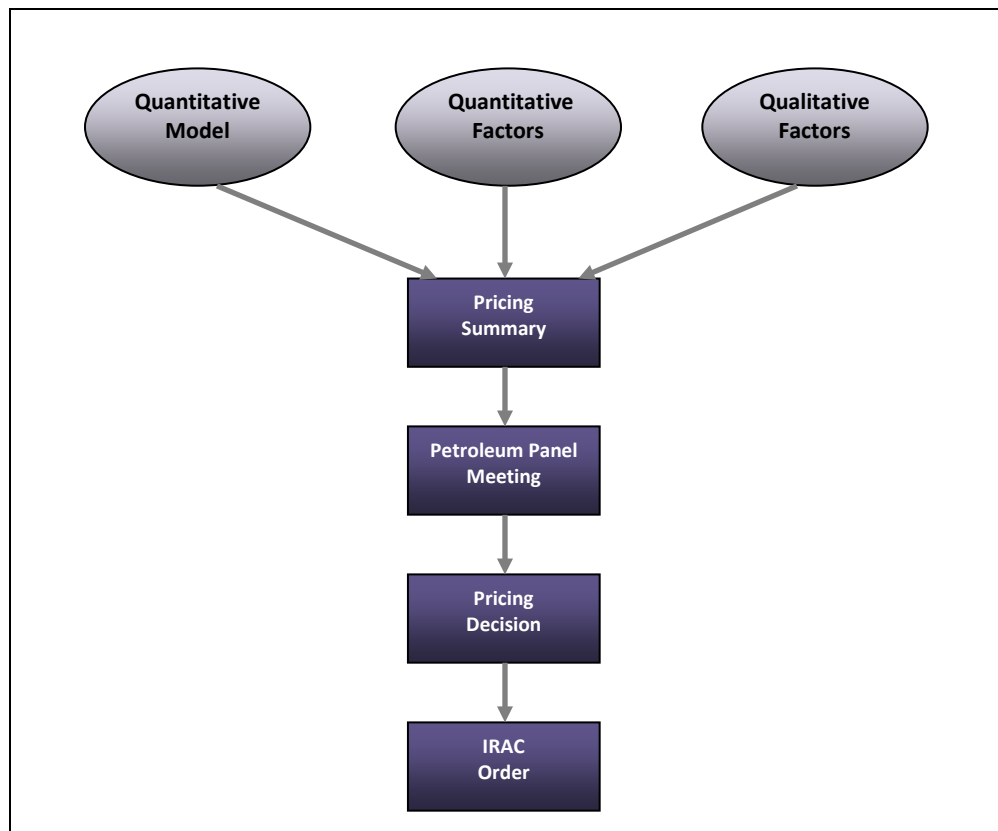 Quantitative
Model
Quantitative
Factors
Qualitative
Factors
Pricing
Summary
Petroleum Panel
Meeting
Pricing
Decision
IRAC
Order